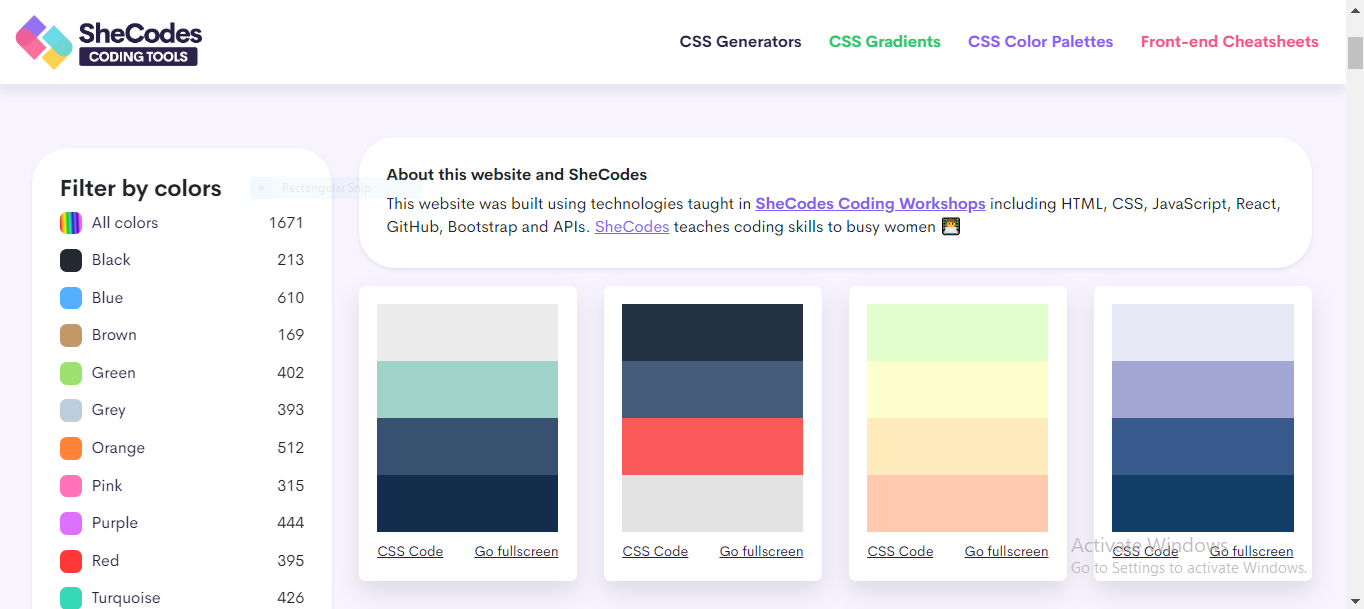 SheCodes
CODING TOOLS
CSS Generators
CSS Gradients
CSS Color Palettes
Front-end Cheatsheets
Filter by colors
Rectangular Snip
All colors 1671
Black 213
Blue 610
Brown 169
Green 402
Grey 393
Orange 512
Pink 315
Purple 444
Red 395
Turquoise 426
About this website and SheCodes
This website was built using technologies taught in SheCodes Coding Workshops including HTML, CSS, JavaScript, React,
GitHub, Bootstrap and APIs. SheCodes teaches coding skills to busy women 👩‍💻
CSS Code Go fullscreen
CSS Code Go fullscreen
CSS Code Go fullscreen
CSS Code Go fullscreen
Activate Windows
Go to Settings to activate Windows.